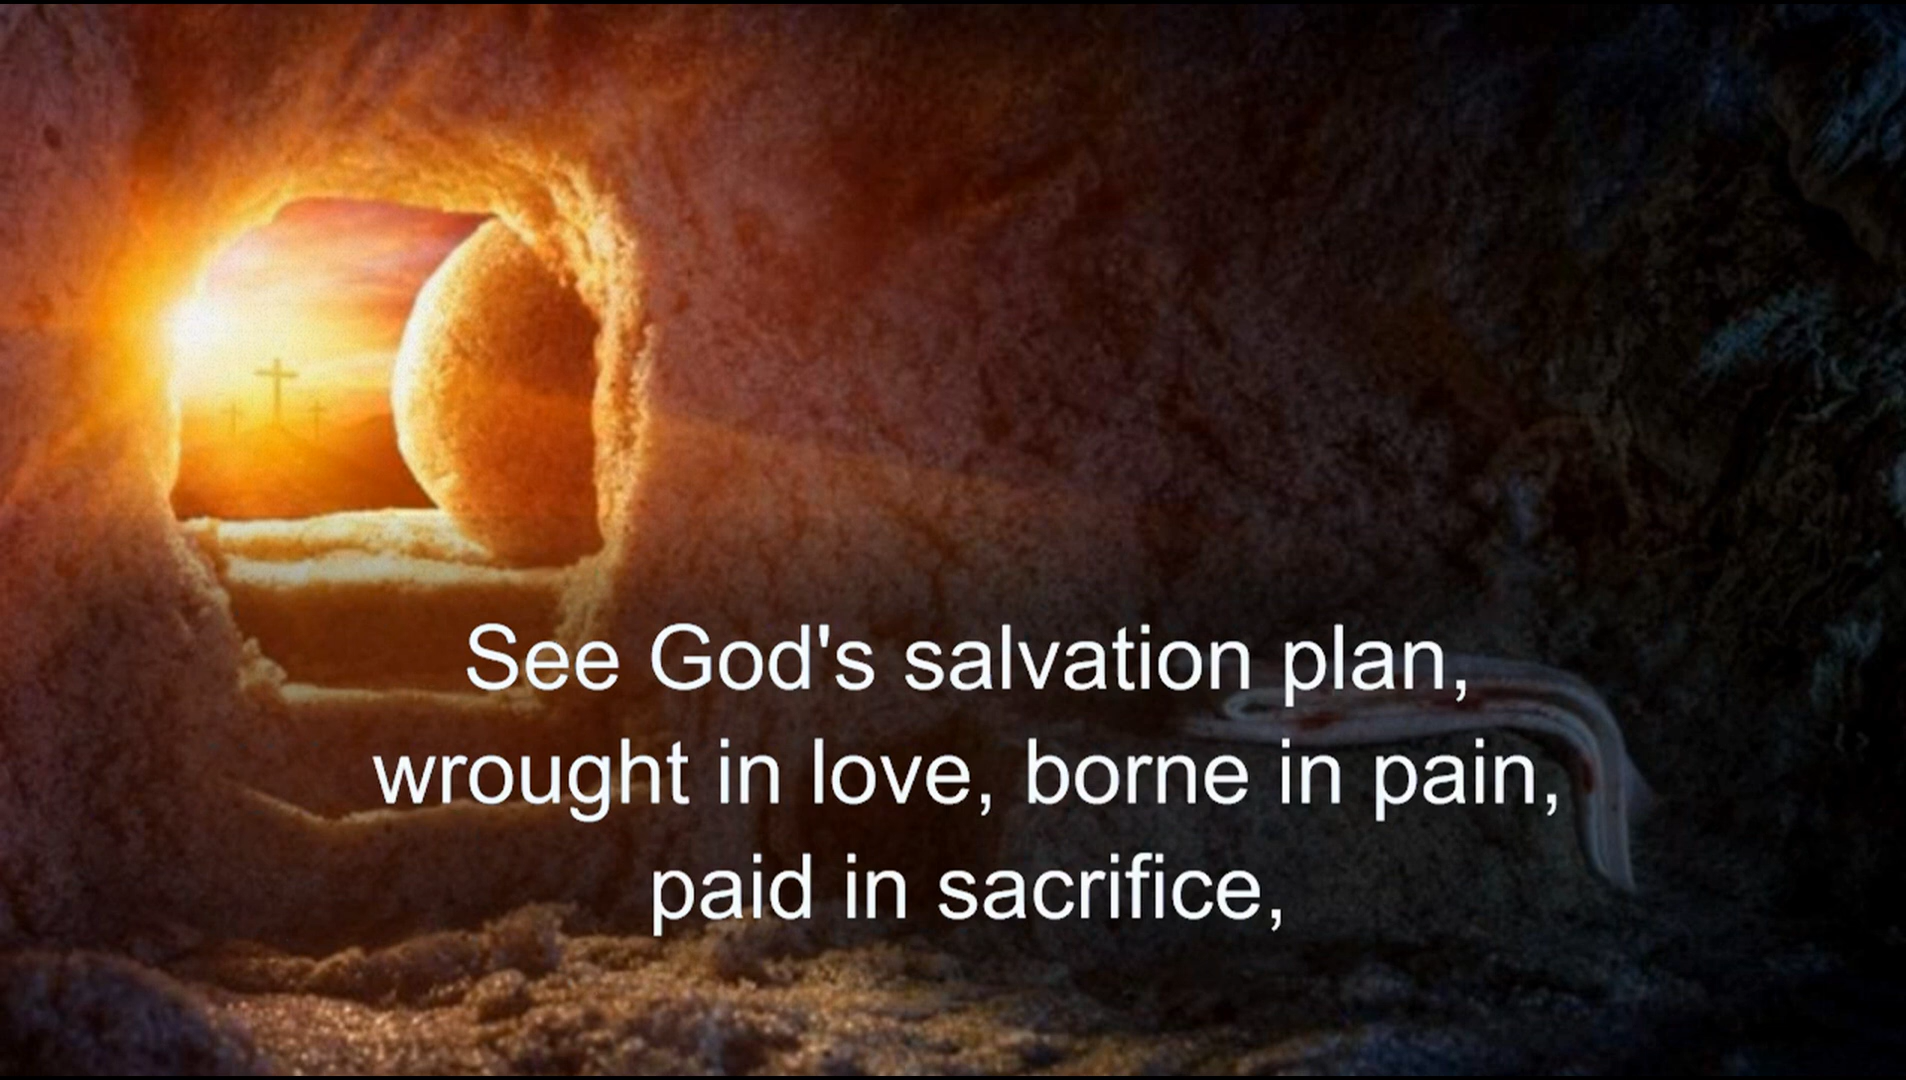 See God's salvation plan,
wrought in love, borne in pain,
paid in sacrifice,